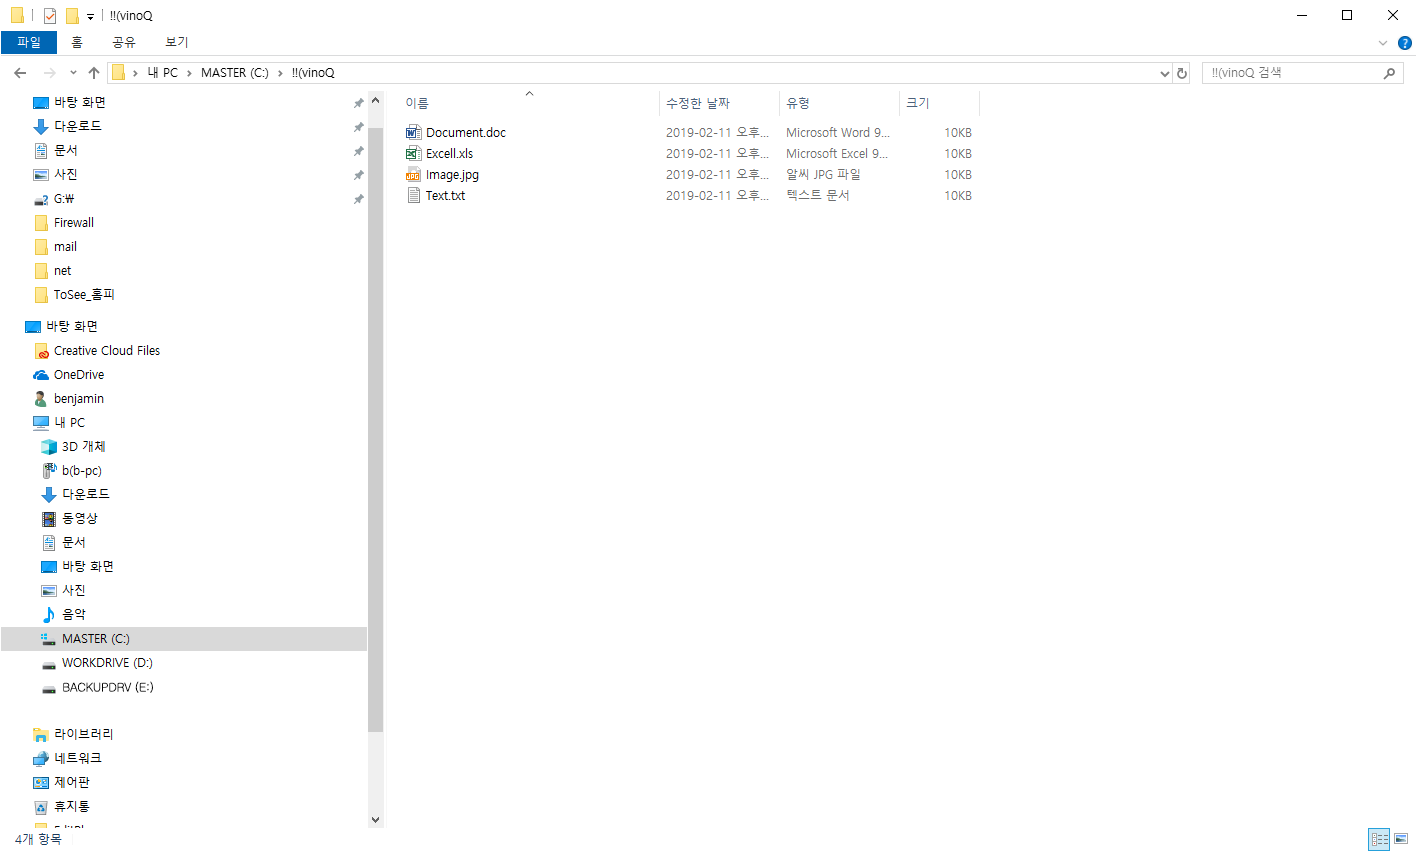 !!(vinoQ
파일 홈 공유 보기
내 PC MASTER (C:) !!(vinoQ
!!(vinoQ 검색
바탕 화면
다운로드
문서
사진
G:₩
Firewall
mail
net
ToSee_홈피
바탕 화면
Creative Cloud Files
OneDrive
benjamin
내 PC
3D 개체
b(b-pc)
다운로드
동영상
문서
바탕 화면
사진
음악
MASTER (C:)
WORKDRIVE (D:)
BACKUPDRV (E:)
라이브러리
네트워크
제어판
휴지통
이름 수정한 날짜 유형 크기
Document.doc 2019-02-11 오후... Microsoft Word 9... 10KB
Excell.xls 2019-02-11 오후... Microsoft Excel 9... 10KB
Image.jpg 2019-02-11 오후... 알씨 JPG 파일 10KB
Text.txt 2019-02-11 오후... 텍스트 문서 10KB
4개 항목